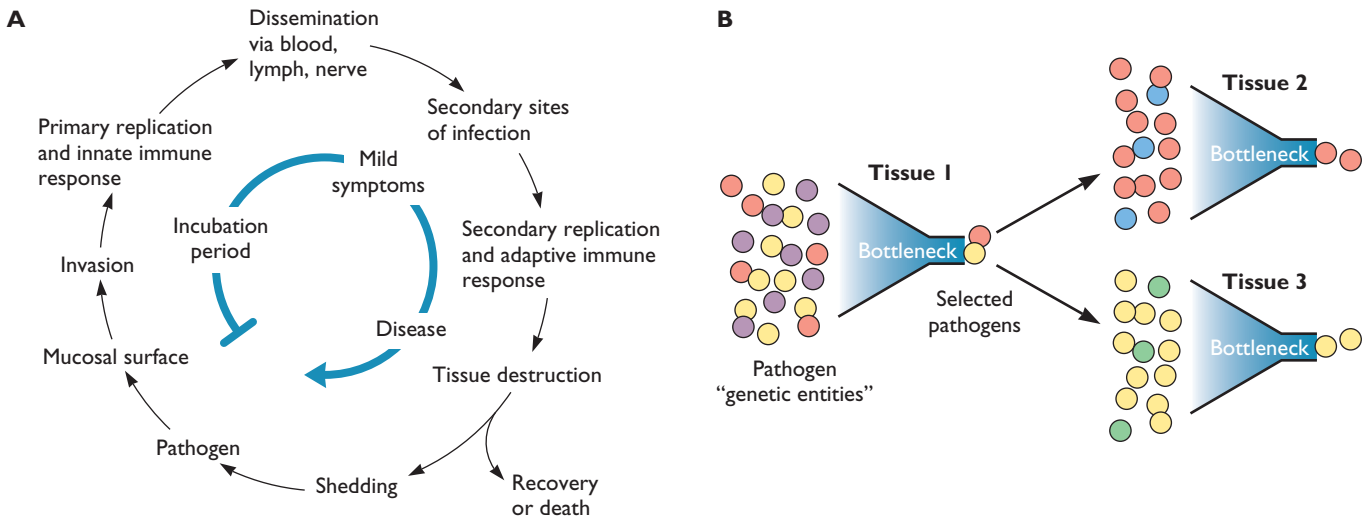 A
Dissemination
via blood,
lymph, nerve
Secondary sites
of infection
Secondary replication
and adaptive immune
response
Tissue destruction
Recovery
or death
Shedding
Pathogen
Mucosal surface
Invasion
Primary replication
and innate immune
response
Incubation
period
Mild
symptoms
Disease
B
Pathogen
"genetic entities"
Tissue 1
Bottleneck
Selected
pathogens
Tissue 2
Bottleneck
Tissue 3
Bottleneck